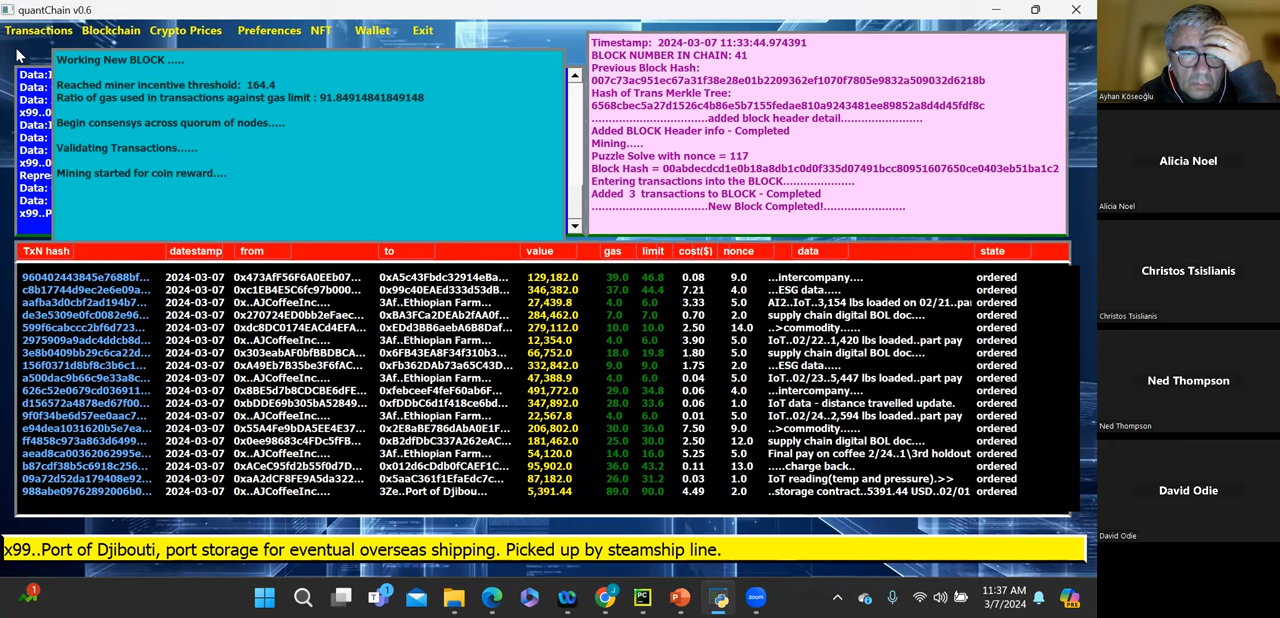 quantChain v0.6
Transactions Blockchain Crypto Prices Preferences NFT Wallet Exit
Working New BLOCK .....
Reached miner incentive threshold: 164.4
Ratio of gas used in transactions against gas limit : 91.84914841849148
Begin consensys across quorum of nodes.....
Validating Transactions......
Mining started for coin reward....
Data:
Data:
Data:
x99..0
Data:
Data:
Data:
x99..0
Repre
Data:
Data:
x99..P
Timestamp: 2024-03-07 11:33:44.974391
BLOCK NUMBER IN CHAIN: 41
Previous Block Hash:
007c73ac951ec67a31f38e28e01b2209362ef1070f7805e9832a509032d6218b
Hash of Trans Merkle Tree:
6568cbec5a27d1526c4b86e5b7155fedae810a9243481ee89852a8d4d45fdf8c
.................................added block header detail.......................
Added BLOCK Header info - Completed
Mining.....
Puzzle Solve with nonce = 117
Block Hash = 00abdecdcd1e0b18a8db1c0d0f335d07491bcc80951607650ce0403eb51ba1c2
Entering transactions into the BLOCK....................
Added 3 transactions to BLOCK - Completed
.................................New Block Completed!.......................
TxN hash datestamp from to value gas limit cost($) nonce data state
960402443845e7688bf... 2024-03-07 0x473AfF56F6A0EEb07... 0xA5c43Fbdc32914eBa... 129,182.0 39.0 46.8 0.08 9.0 ...intercompany.... ordered
c8b17744d9ec2e6e09a... 2024-03-07 0xc1EB4E5C6fc97b000... 0x99c40EAEd333d53dB... 346,382.0 37.0 44.4 7.21 4.0 ...ESG data.... ordered
aafba3d0cbf2ad194b7... 2024-03-07 0x..AJCoffeeInc.... 3Af..Ethiopian Farm... 27,439.8 4.0 6.0 3.33 5.0 AI2..IoT..3,154 lbs loaded on 02/21..par ordered
de3e5309e0fc0082e96... 2024-03-07 0x270724ED0bb2eFaec... 0xBA3FCa2DEAb2fAA0f... 284,462.0 7.0 7.0 0.70 2.0 supply chain digital BOL doc.... ordered
599f6cabccc2bf6d723... 2024-03-07 0xdc8DC0174EACd4EFA... 0xEDd3BB6aebA6B8Daf... 279,112.0 10.0 10.0 2.50 14.0 ..>commodity...... ordered
2975909a9adc4ddcb8d... 2024-03-07 0x..AJCoffeeInc.... 3Af..Ethiopian Farm... 12,354.0 4.0 6.0 3.90 5.0 IoT..02/22..1,420 lbs loaded..part pay ordered
3e8b0409bb29c6ca22d... 2024-03-07 0x303eabAF0bfBBDBCA... 0x6FB43EA8F34f310b3... 66,752.0 18.0 19.8 1.80 5.0 supply chain digital BOL doc.... ordered
156f0371d8bf8c3b6c1... 2024-03-07 0xA49Eb7B35be3F6fAC... 0xFb362DAb73a65C43D... 332,842.0 9.0 9.0 1.75 2.0 ...ESG data.... ordered
a500dac9b66c9e33a8c... 2024-03-07 0x..AJCoffeeInc.... 3Af..Ethiopian Farm... 47,388.9 4.0 6.0 0.04 5.0 IoT..02/23..5,447 lbs loaded..part pay ordered
626c52e0679cd036911... 2024-03-07 0x8BE5d7b8CDCBE6dFE... 0xfebceeF4feF60ab6F... 491,772.0 29.0 34.8 0.06 4.0 ...intercompany.... ordered
d156572a4878ed67f00... 2024-03-07 0xbDDE69b305bA52849... 0xfDDbC6d1f418ce6bd... 347,892.0 28.0 33.6 0.06 1.0 IoT data - distance travelled update. ordered
9f0f34be6d57ee0aac7... 2024-03-07 0x..AJCoffeeInc.... 3Af..Ethiopian Farm... 22,567.8 4.0 6.0 0.01 5.0 IoT..02/24..2,594 lbs loaded..part pay ordered
e94dea1031620b5e7ea... 2024-03-07 0x55A4Fe9bDA5EE4E37... 0x2E8aBE786dAbA0E1F... 206,802.0 30.0 36.0 7.50 9.0 ..>commodity...... ordered
ff4858c973a863d6499... 2024-03-07 0x0ee98683c4FDc5fFB... 0xB2dfDbC337A262eAC... 181,462.0 25.0 30.0 2.50 12.0 supply chain digital BOL doc.... ordered
aead8ca00362062995e... 2024-03-07 0x..AJCoffeeInc.... 3Af..Ethiopian Farm... 54,120.0 14.0 16.0 5.25 5.0 Final pay on coffee 2/24..1\3rd holdout ordered
b87cdf38b5c6918c256... 2024-03-07 0xACeC95fd2b55f0d7D... 0x012d6cDdb0fCAEF1C... 95,902.0 36.0 43.2 0.11 13.0 .....charge back.. ordered
09a72d52da179408e92... 2024-03-07 0xaA2dCF8FE9A5da322... 0x5aaC361f1EfaEdc7c... 87,182.0 26.0 31.2 0.03 1.0 IoT reading(temp and pressure).>> ordered
988abe09762892006b0... 2024-03-07 0x..AJCoffeeInc.... 3Ze..Port of Djibou... 5,391.44 89.0 90.0 4.49 2.0 ..storage contract..5391.44 USD..02/01 ordered
x99..Port of Djibouti, port storage for eventual overseas shipping. Picked up by steamship line.
11:37 AM
3/7/2024
Ayhan Köseoğlu
Alicia Noel
Alicia Noel
Christos Tsislianis
Christos Tsislianis
Ned Thompson
Ned Thompson
David Odie
David Odie